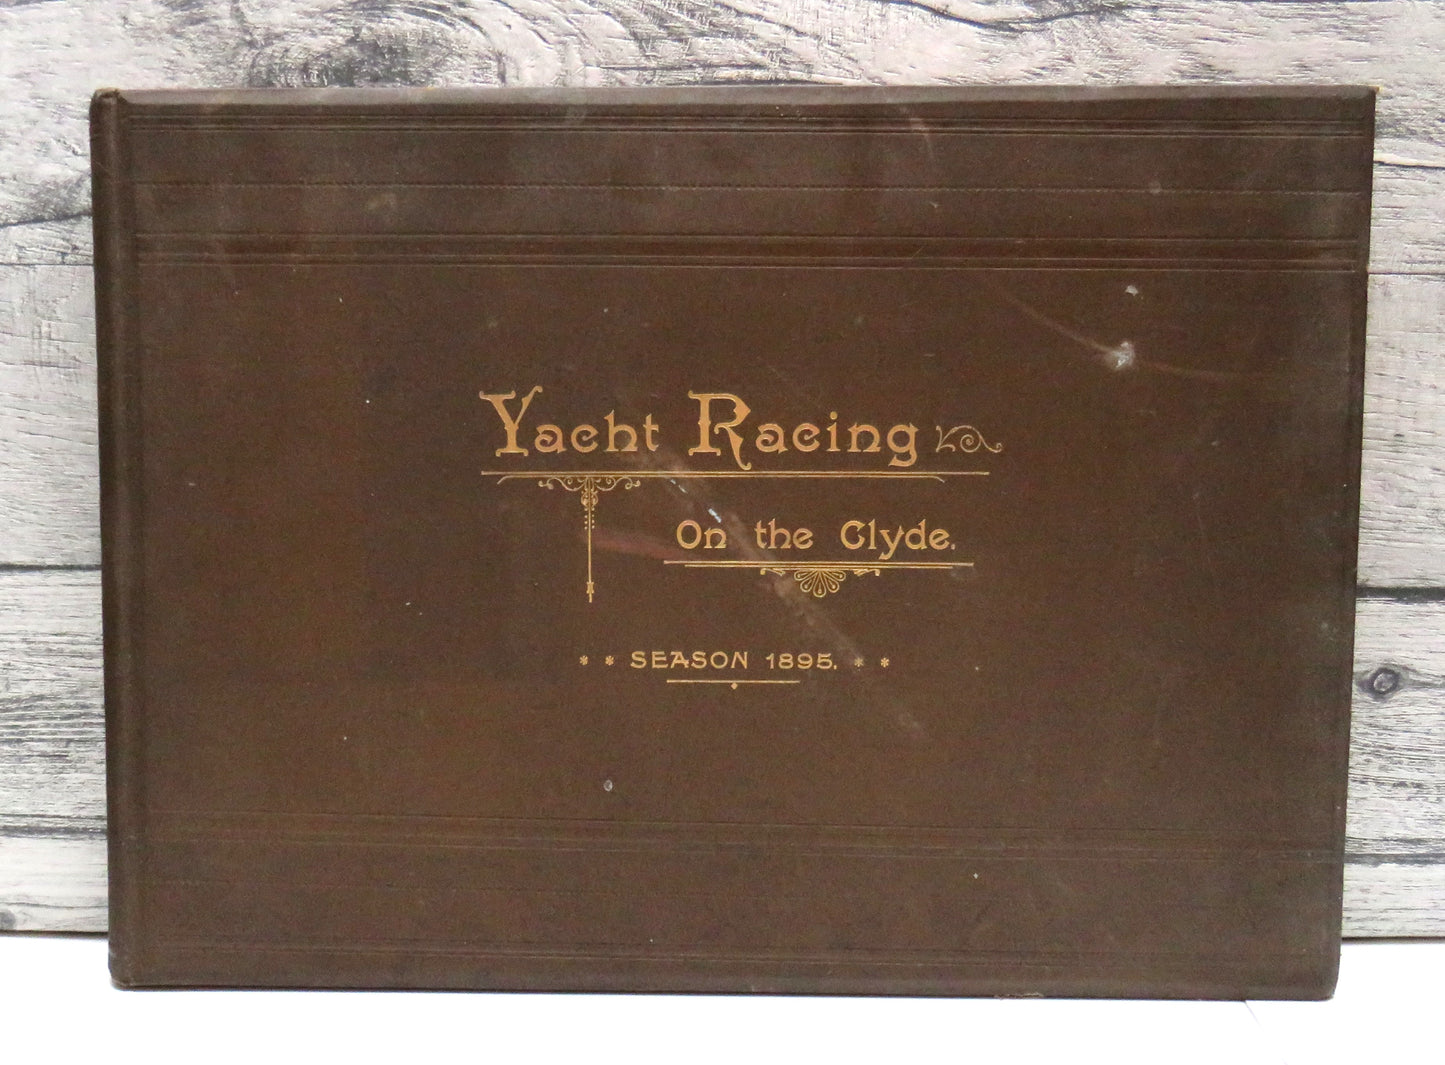 Yacht Racing
On the Clyde.
* * SEASON 1895. * *